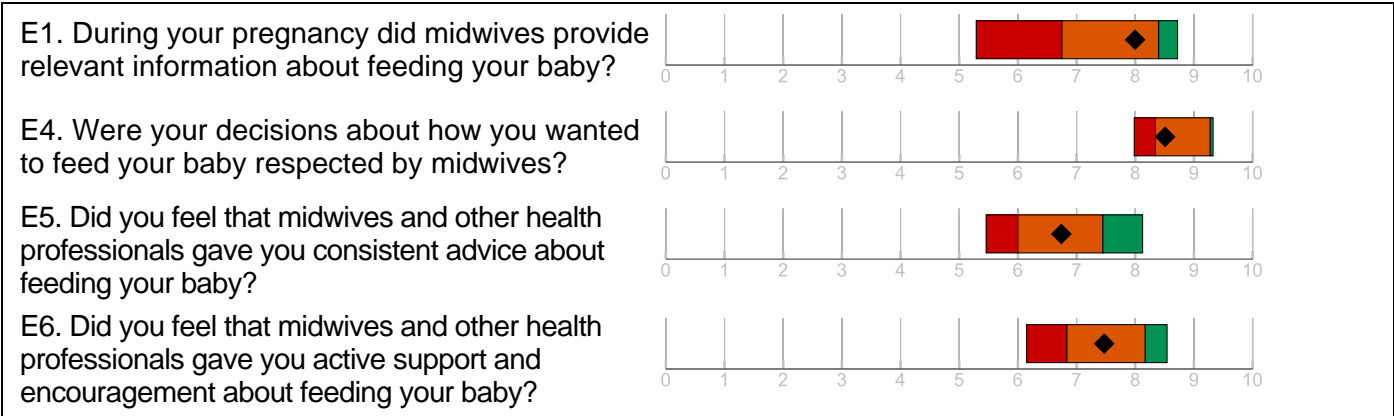 E1. During your pregnancy did midwives provide
relevant information about feeding your baby?
0 1 2 3 4 5 6 7 8 9 10
E4. Were your decisions about how you wanted
to feed your baby respected by midwives?
0 1 2 3 4 5 6 7 8 9 10
E5. Did you feel that midwives and other health
professionals gave you consistent advice about
feeding your baby?
0 1 2 3 4 5 6 7 8 9 10
E6. Did you feel that midwives and other health
professionals gave you active support and
encouragement about feeding your baby?
0 1 2 3 4 5 6 7 8 9 10